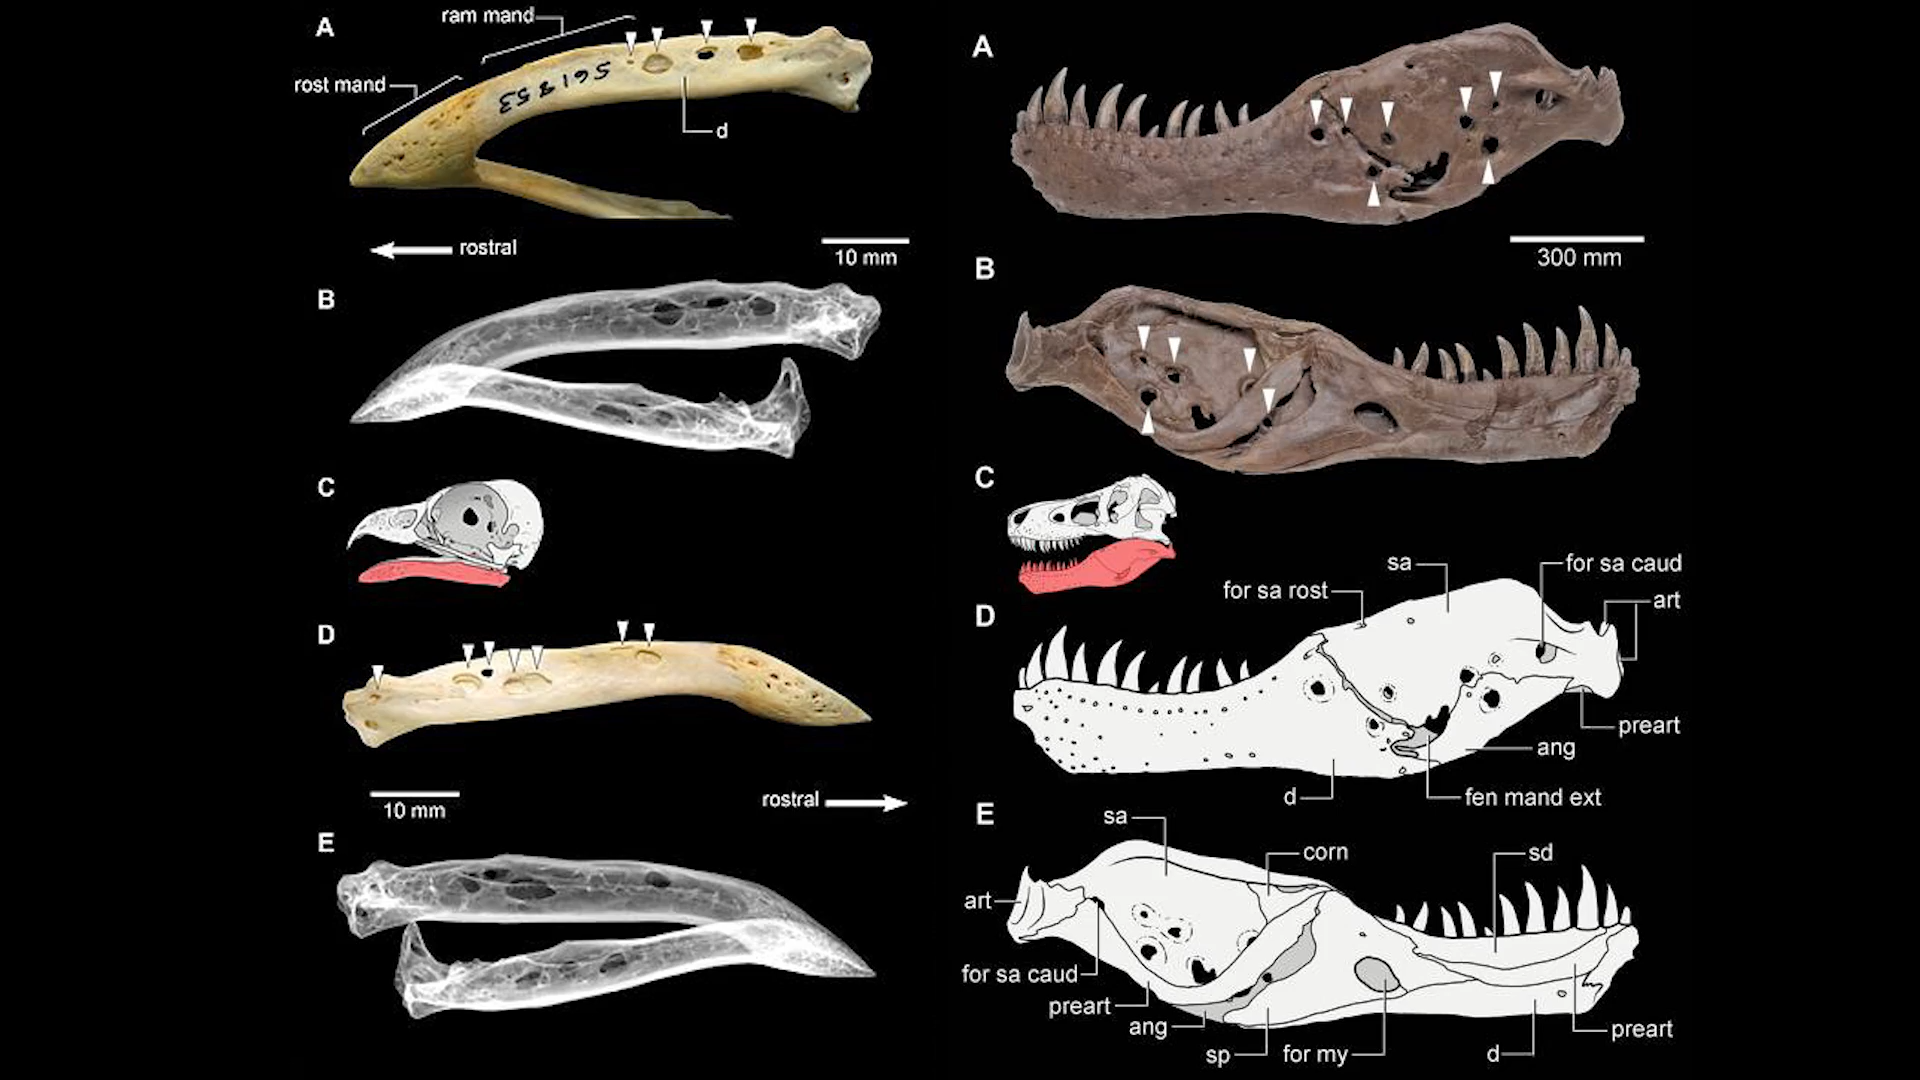 A
ram mand
rost mand
561853
d
rostral
10 mm
B
C
D
10 mm
rostral
E
A
300 mm
B
C
D
sa
for sa caud
for sa rost
art
preart
ang
d
fen mand ext
E
sa
corn
sd
art
for sa caud
preart
ang
sp
for my
d
preart